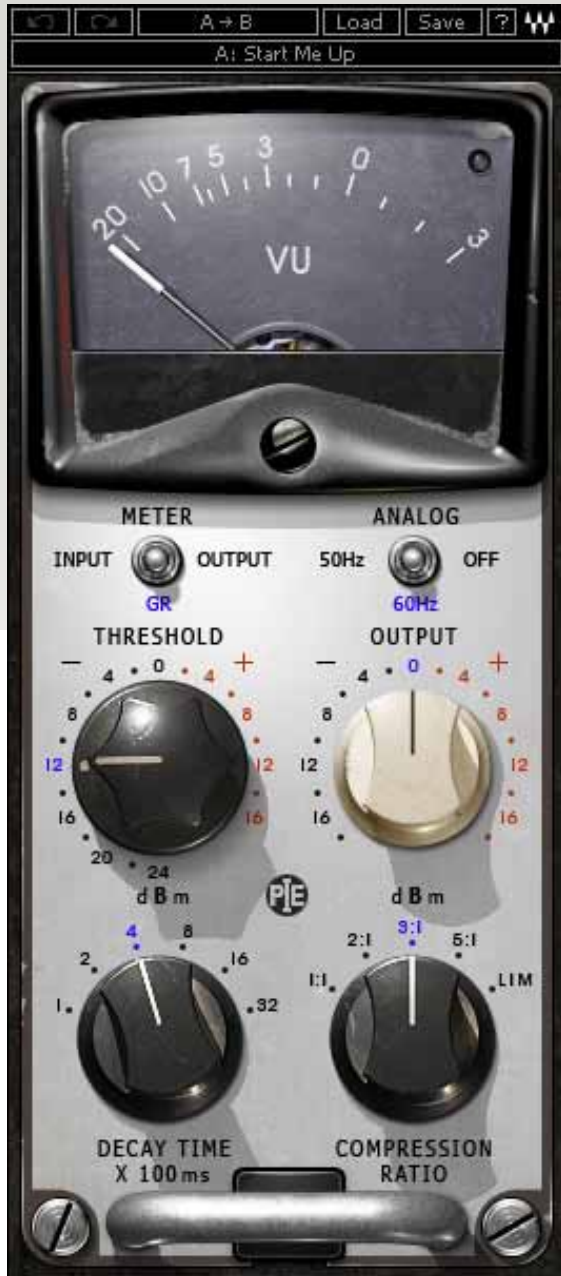 A → B Load Save ?
A: Start Me Up
20 10 7 5 3 0 3
VU
METER ANALOG
INPUT OUTPUT 50Hz OFF
GR 60Hz
THRESHOLD OUTPUT
− 4 0 4 + − 4 0 4 +
8 8 8 8
12 12 12 12
16 16 16 16
20 24
dBm PIE dBm
4 8 2:1 3:1 5:1
2 16 1:1 LIM
1 32
DECAY TIME COMPRESSION
X 100 ms RATIO